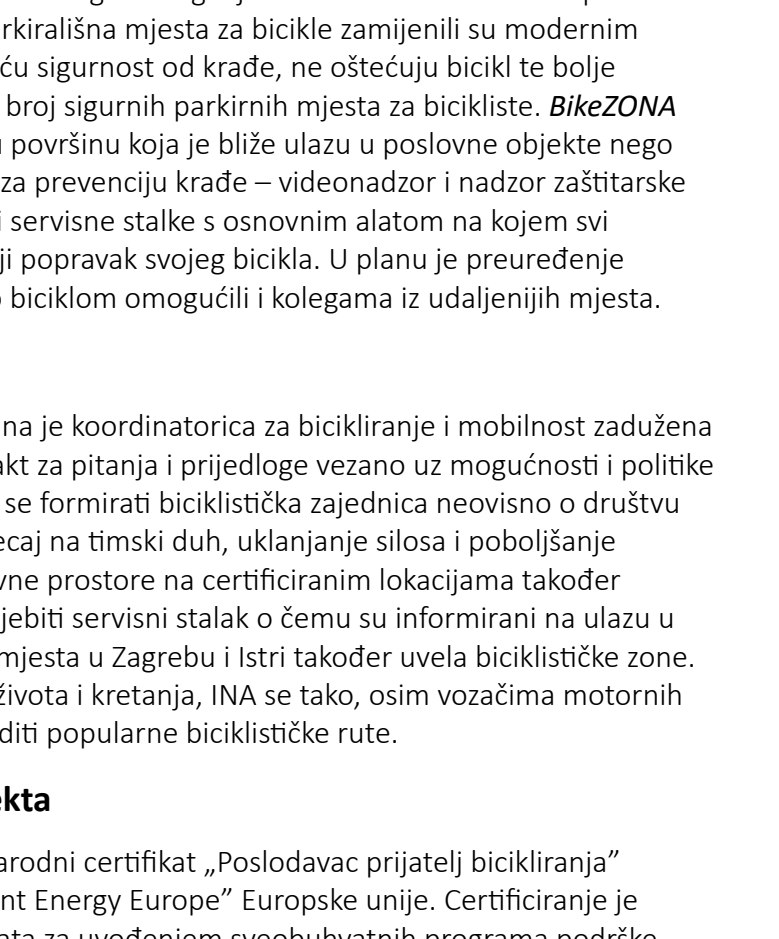 mjesta za bicikle zamijenili su modernim
sigurnost od krađe, ne oštećuju bicikl te bolje
broj sigurnih parkirnih mjesta za bicikliste. BikeZONA
površinu koja je bliže ulazu u poslovne objekte nego
za prevenciju krađe – videonadzor i nadzor zaštitarske
i servisne stalke s osnovnim alatom na kojem svi
popravak svojeg bicikla. U planu je preuređenje
biciklom omogućili i kolegama iz udaljenijih mjesta.
na je koordinatorica za bicikliranje i mobilnost zadužena
akt za pitanja i prijedloge vezano uz mogućnosti i politike
se formirati biciklistička zajednica neovisno o društvu
ecaj na timski duh, uklanjanje silosa i poboljšanje
vne prostore na certificiranim lokacijama također
jebiti servisni stalak o čemu su informirani na ulazu u
mjesta u Zagrebu i Istri također uvela biciklističke zone.
života i kretanja, INA se tako, osim vozačima motornih
diti popularne biciklističke rute.
ekta
arodni certifikat „Poslodavac prijatelj bicikliranja”
nt Energy Europe” Europske unije. Certificiranje je
za uvođenjem sveobuhvatnih programa podrške